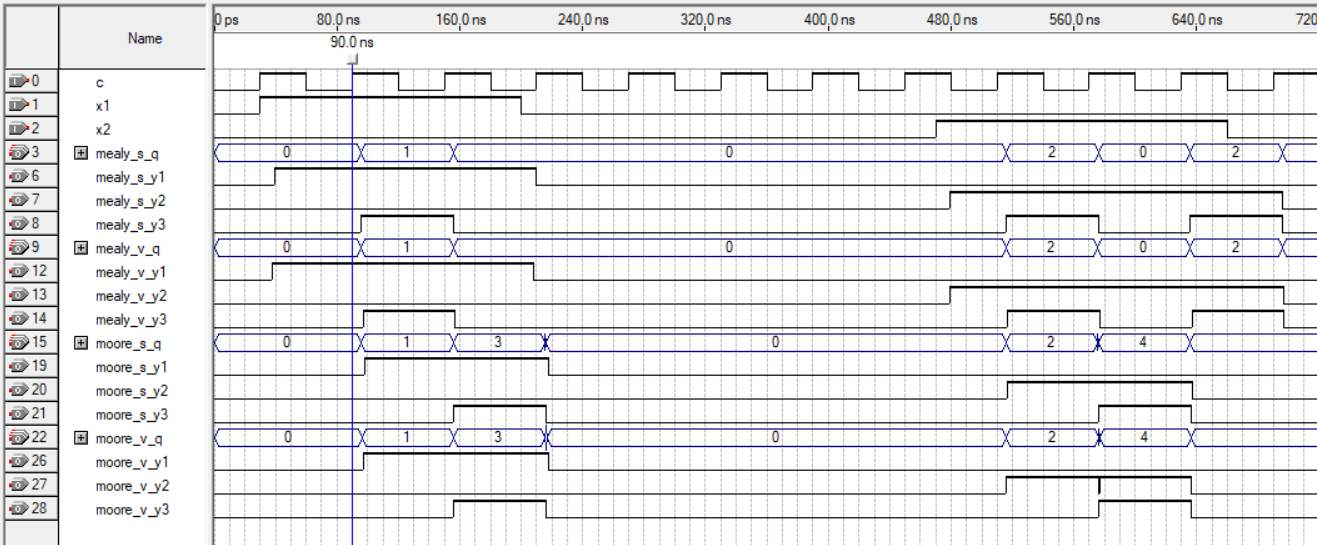 Name
0 ps 80.0 ns 160.0 ns 240.0 ns 320.0 ns 400.0 ns 480.0 ns 560.0 ns 640.0 ns 720
90.0 ns
0 c
1 x1
2 x2
3 mealy_s_q 0 1 0 2 0 2
6 mealy_s_y1
7 mealy_s_y2
8 mealy_s_y3
9 mealy_v_q 0 1 0 2 0 2
12 mealy_v_y1
13 mealy_v_y2
14 mealy_v_y3
15 moore_s_q 0 1 3 0 2 4
19 moore_s_y1
20 moore_s_y2
21 moore_s_y3
22 moore_v_q 0 1 3 0 2 4
26 moore_v_y1
27 moore_v_y2
28 moore_v_y3